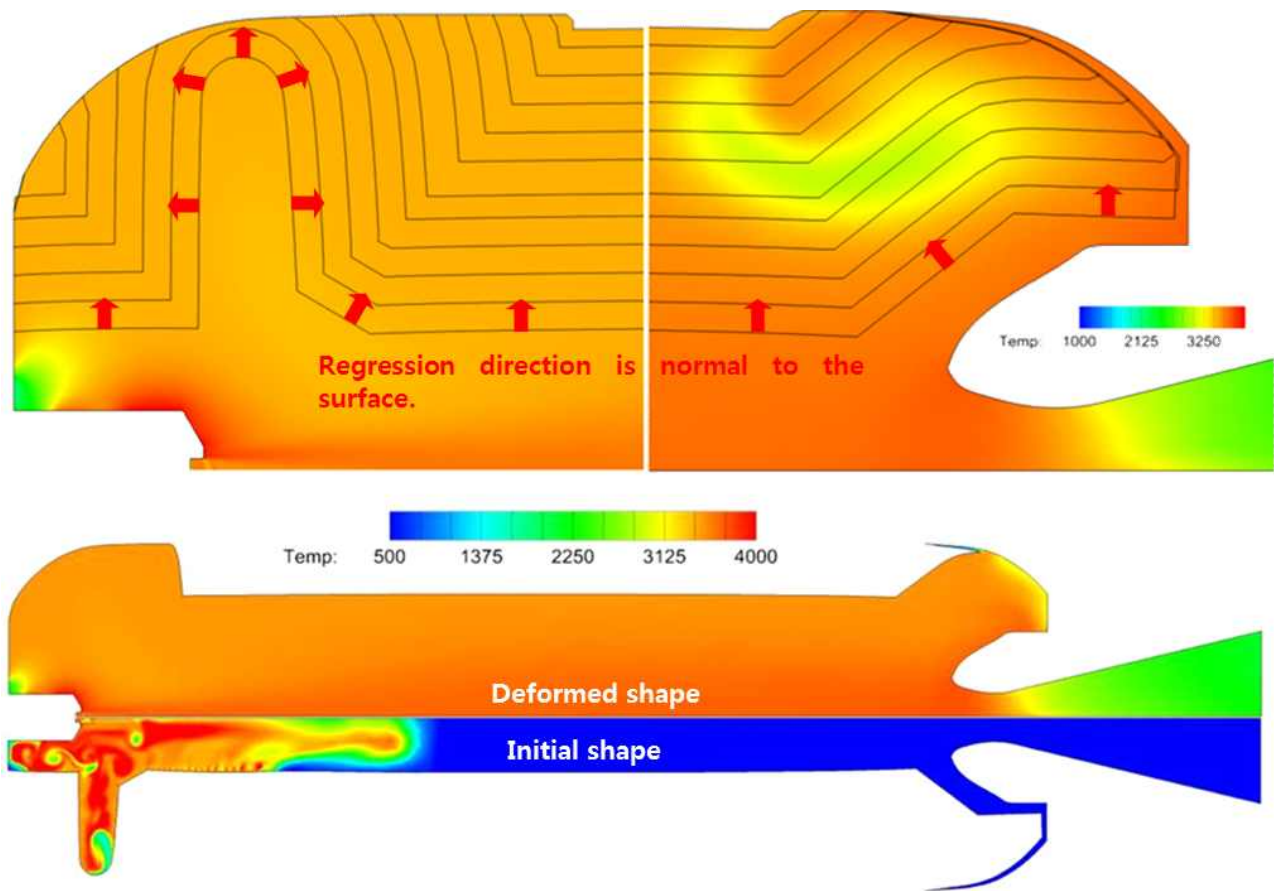 Temp: 1000 2125 3250
Regression direction is normal to the
surface.
Temp: 500 1375 2250 3125 4000
Deformed shape
Initial shape